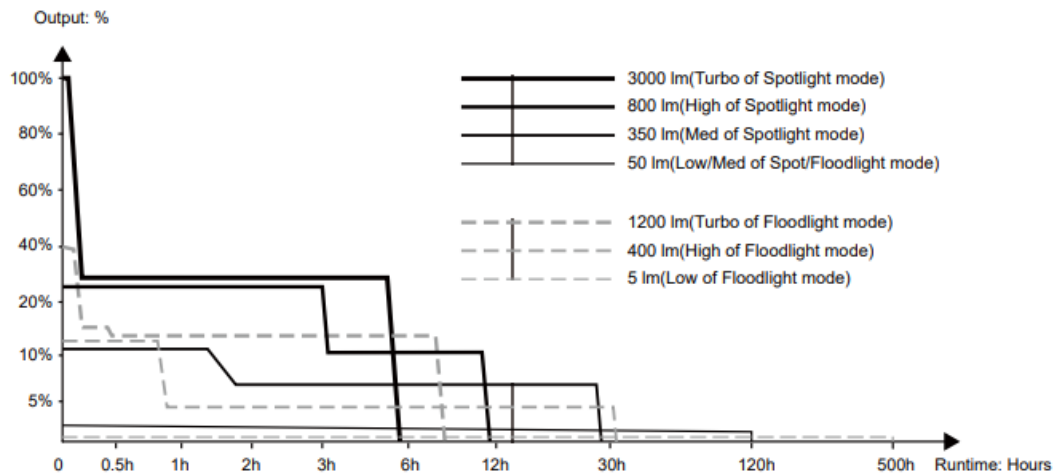 Output: %
100%
80%
60%
40%
20%
10%
5%
3000 lm(Turbo of Spotlight mode)
800 lm(High of Spotlight mode)
350 lm(Med of Spotlight mode)
50 lm(Low/Med of Spot/Floodlight mode)
1200 lm(Turbo of Floodlight mode)
400 lm(High of Floodlight mode)
5 lm(Low of Floodlight mode)
0 0.5h 1h 2h 3h 6h 12h 30h 120h 500h Runtime: Hours